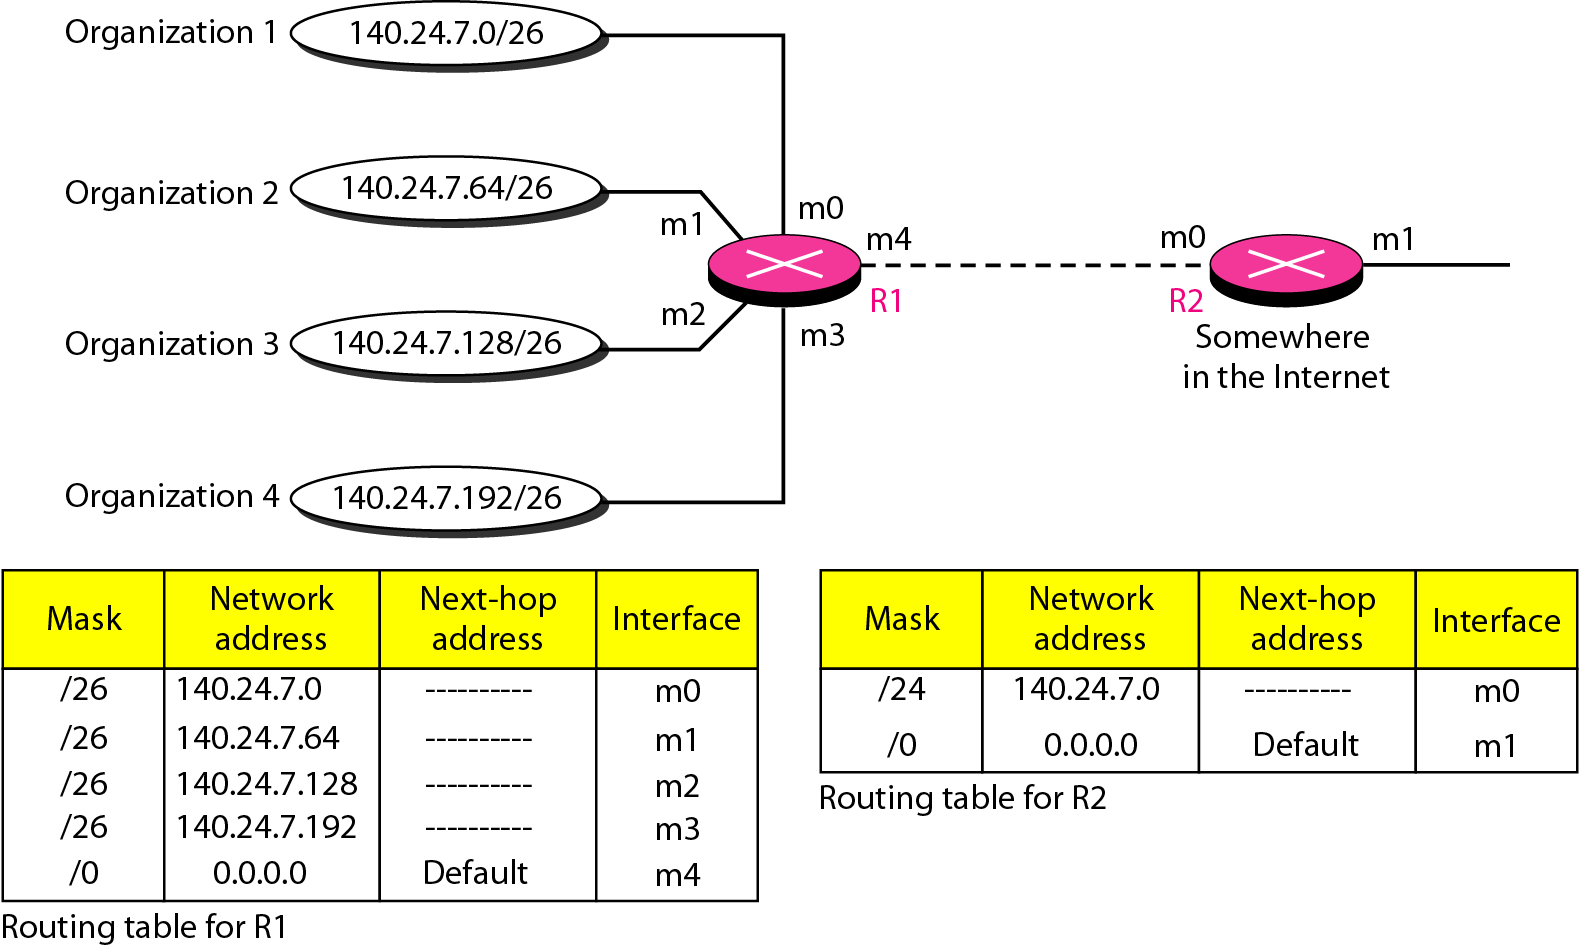 Organization 1
140.24.7.0/26
Organization 2
140.24.7.64/26
m1
m0
m4
R1
m0
R2
m1
Somewhere
in the Internet
Organization 3
140.24.7.128/26
m2
m3
Organization 4
140.24.7.192/26
Mask Network address Next-hop address Interface
/26 140.24.7.0 ---------- m0
/26 140.24.7.64 ---------- m1
/26 140.24.7.128 ---------- m2
/26 140.24.7.192 ---------- m3
/0 0.0.0.0 Default m4
Routing table for R1
Mask Network address Next-hop address Interface
/24 140.24.7.0 ---------- m0
/0 0.0.0.0 Default m1
Routing table for R2